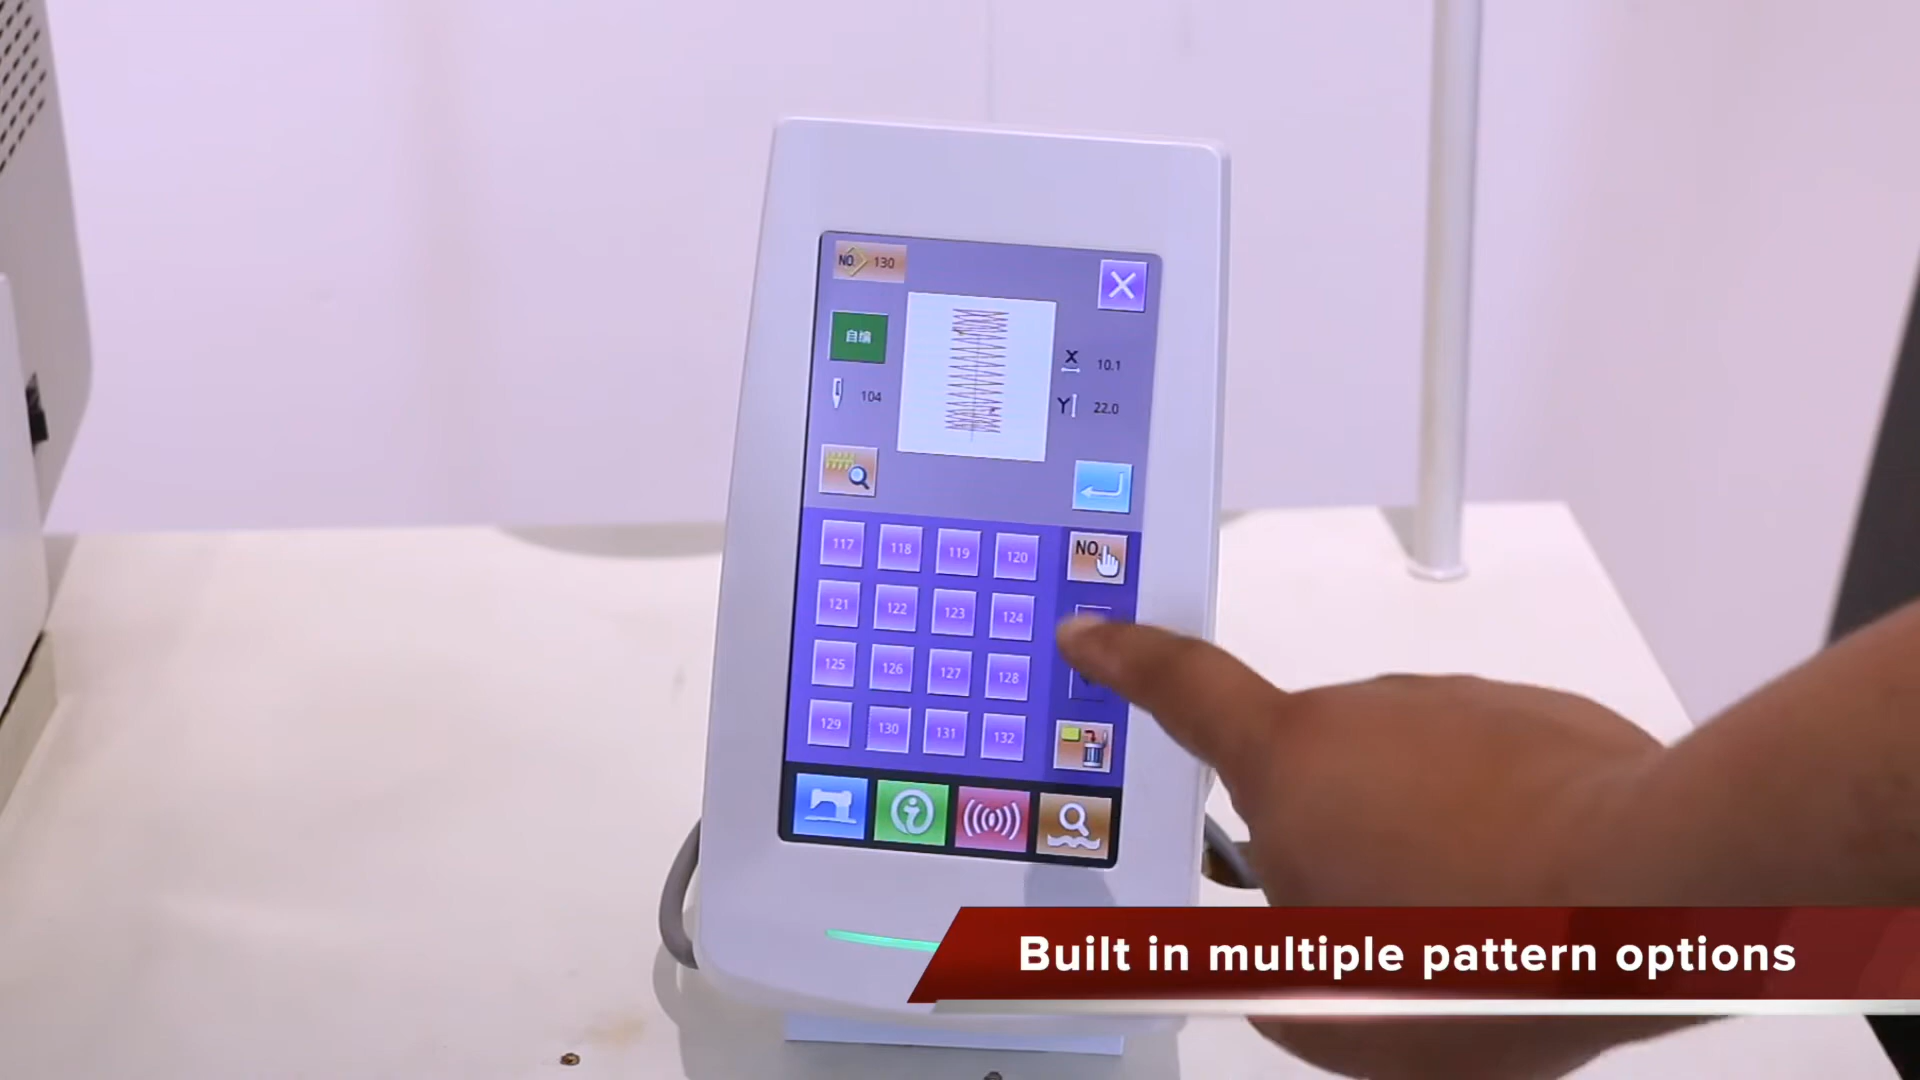 NO. 130
自编
X 10.1
104
Y 22.0
NO.
117 118 119 120
121 122 123 124
125 126 127 128
129 130 131 132
Built in multiple pattern options